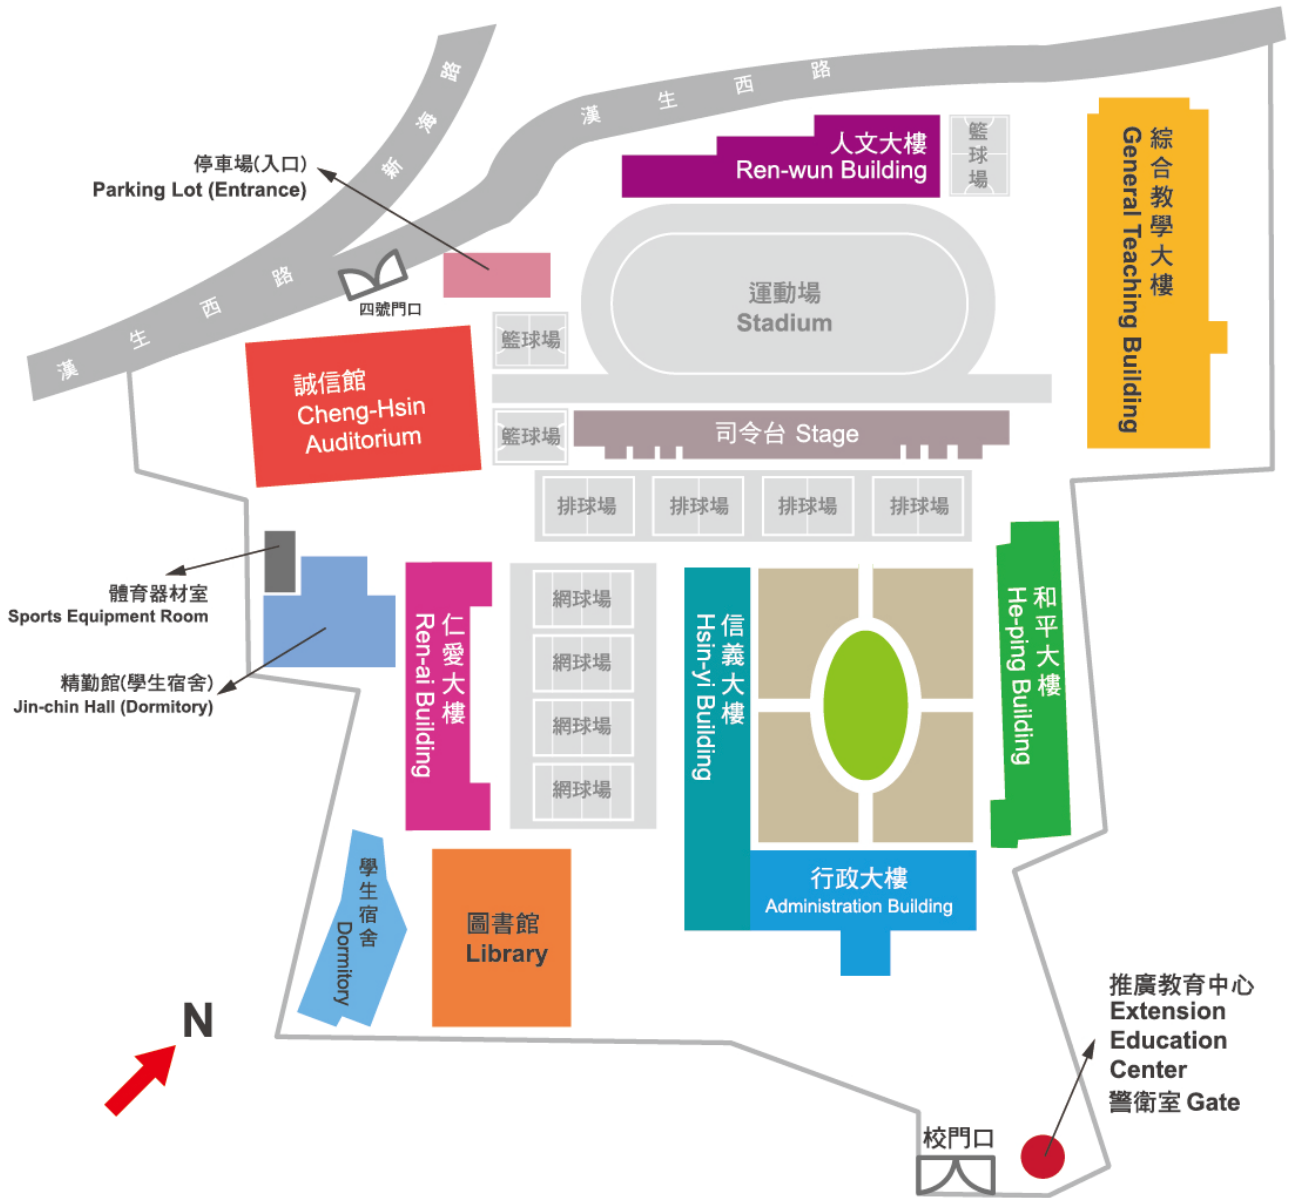 新海路
漢生西路
漢生西路
停車場(入口)
Parking Lot (Entrance)
四號門口
人文大樓
Ren-wun Building
籃球場
綜合教學大樓
General Teaching Building
運動場
Stadium
籃球場
誠信館
Cheng-Hsin
Auditorium
籃球場
司令台 Stage
排球場
排球場
排球場
排球場
體育器材室
Sports Equipment Room
精勤館(學生宿舍)
Jin-chin Hall (Dormitory)
仁愛大樓
Ren-ai Building
網球場
網球場
網球場
網球場
信義大樓
Hsin-yi Building
和平大樓
He-ping Building
學生宿舍
Dormitory
圖書館
Library
行政大樓
Administration Building
N
推廣教育中心
Extension
Education
Center
警衛室 Gate
校門口